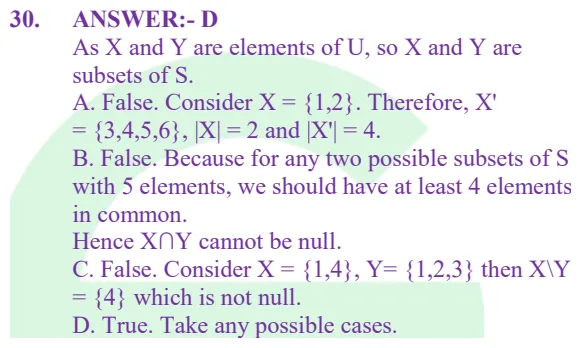 30. ANSWER:- D
As X and Y are elements of U, so X and Y are
subsets of S.
A. False. Consider X = {1,2}. Therefore, X'
= {3,4,5,6}, |X| = 2 and |X'| = 4.
B. False. Because for any two possible subsets of S
with 5 elements, we should have at least 4 elements
in common.
Hence X∩Y cannot be null.
C. False. Consider X = {1,4}, Y= {1,2,3} then X\Y
= {4} which is not null.
D. True. Take any possible cases.